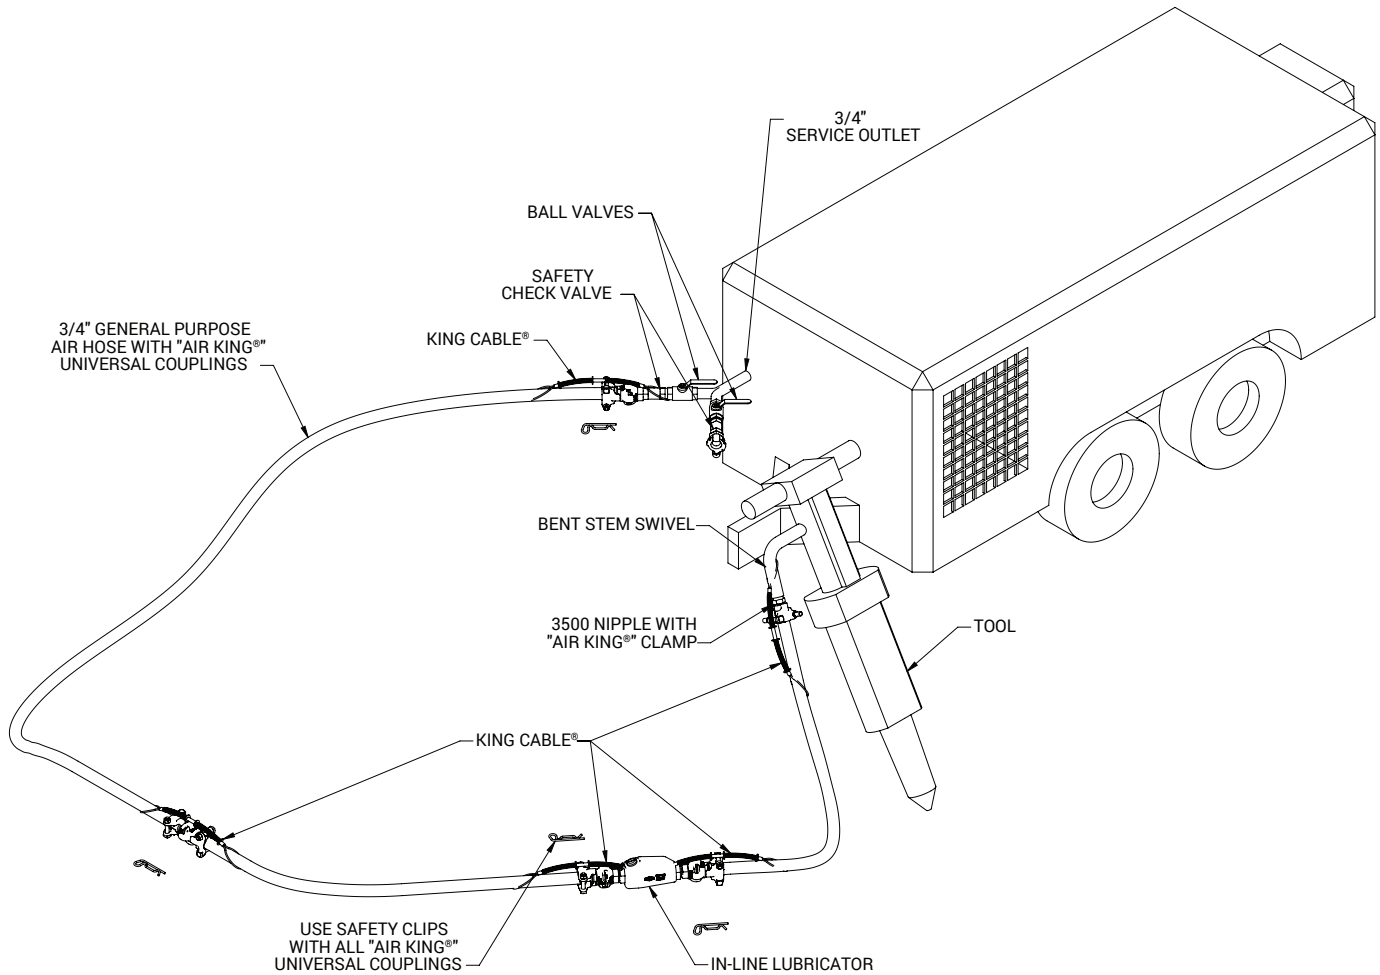 3/4"
SERVICE OUTLET
BALL VALVES
SAFETY
CHECK VALVE
KING CABLE®
3/4" GENERAL PURPOSE
AIR HOSE WITH "AIR KING®"
UNIVERSAL COUPLINGS
BENT STEM SWIVEL
3500 NIPPLE WITH
"AIR KING®" CLAMP
TOOL
KING CABLE®
USE SAFETY CLIPS
WITH ALL "AIR KING®"
UNIVERSAL COUPLINGS
IN-LINE LUBRICATOR